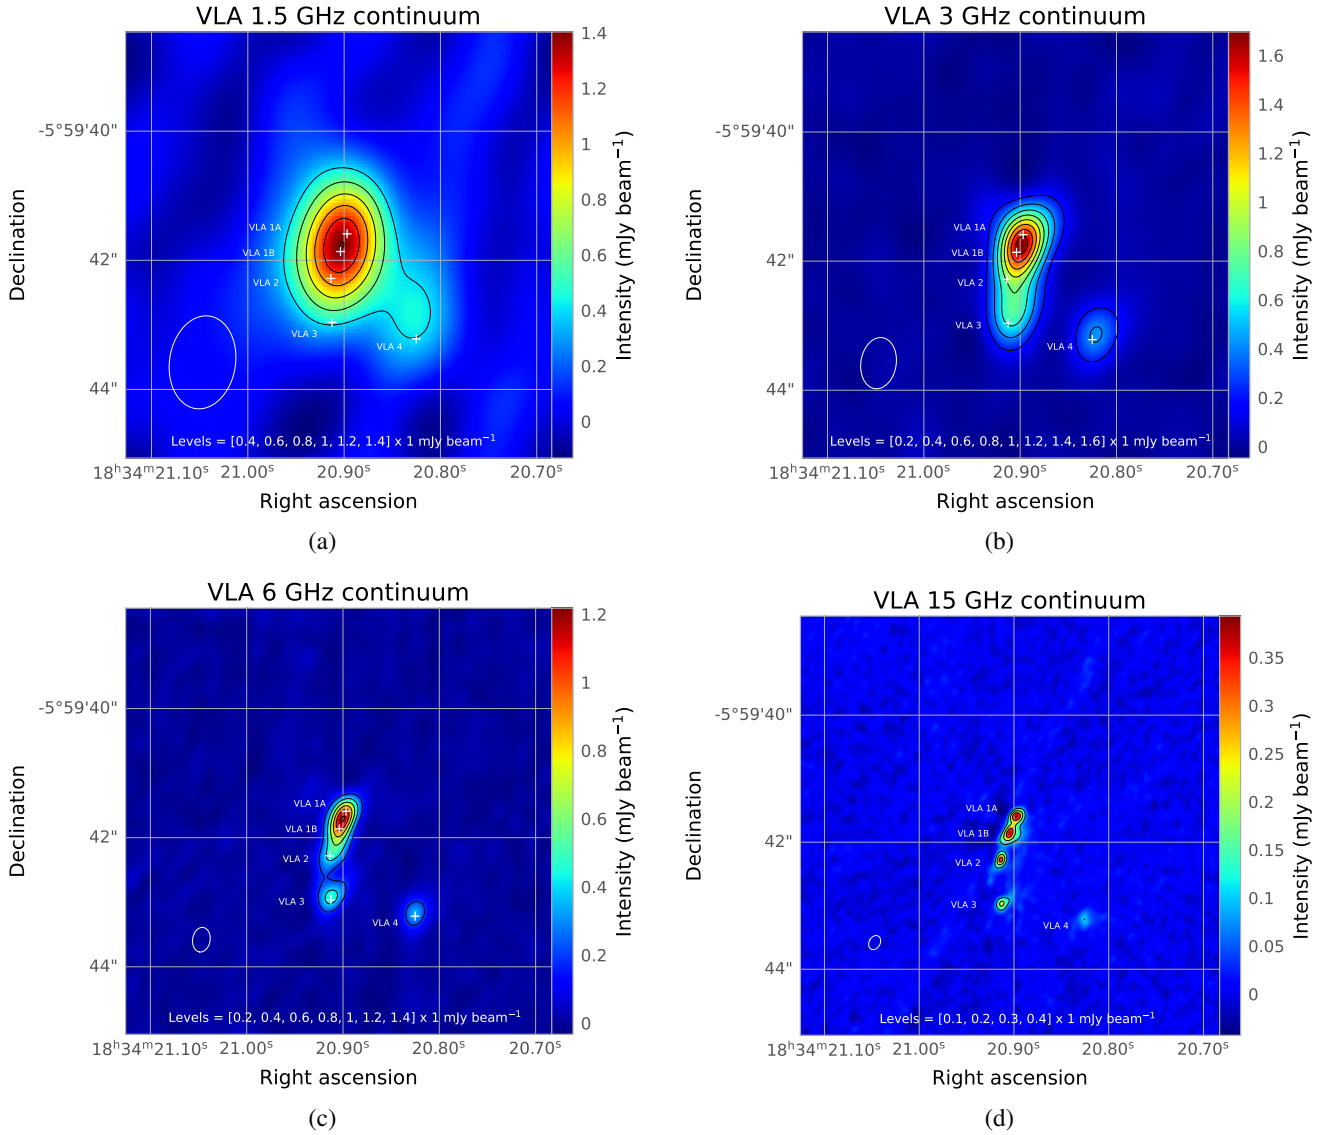 VLA 1.5 GHz continuum
1.4
1.2
1
0.8
0.6
0.4
0.2
0
Intensity (mJy beam⁻¹)
-5°59'40"
42"
44"
Declination
VLA 1A
VLA 1B
VLA 2
VLA 3
VLA 4
Levels = [0.4, 0.6, 0.8, 1, 1.2, 1.4] x 1 mJy beam⁻¹
18ʰ34ᵐ21.10ˢ 21.00ˢ 20.90ˢ 20.80ˢ 20.70ˢ
Right ascension
(a)
VLA 3 GHz continuum
1.6
1.4
1.2
1
0.8
0.6
0.4
0.2
0
Intensity (mJy beam⁻¹)
-5°59'40"
42"
44"
Declination
VLA 1A
VLA 1B
VLA 2
VLA 3
VLA 4
Levels = [0.2, 0.4, 0.6, 0.8, 1, 1.2, 1.4, 1.6] x 1 mJy beam⁻¹
18ʰ34ᵐ21.10ˢ 21.00ˢ 20.90ˢ 20.80ˢ 20.70ˢ
Right ascension
(b)
VLA 6 GHz continuum
1.2
1
0.8
0.6
0.4
0.2
0
Intensity (mJy beam⁻¹)
-5°59'40"
42"
44"
Declination
VLA 1A
VLA 1B
VLA 2
VLA 3
VLA 4
Levels = [0.2, 0.4, 0.6, 0.8, 1, 1.2, 1.4] x 1 mJy beam⁻¹
18ʰ34ᵐ21.10ˢ 21.00ˢ 20.90ˢ 20.80ˢ 20.70ˢ
Right ascension
(c)
VLA 15 GHz continuum
0.35
0.3
0.25
0.2
0.15
0.1
0.05
0
Intensity (mJy beam⁻¹)
-5°59'40"
42"
44"
Declination
VLA 1A
VLA 1B
VLA 2
VLA 3
VLA 4
Levels = [0.1, 0.2, 0.3, 0.4] x 1 mJy beam⁻¹
18ʰ34ᵐ21.10ˢ 21.00ˢ 20.90ˢ 20.80ˢ 20.70ˢ
Right ascension
(d)